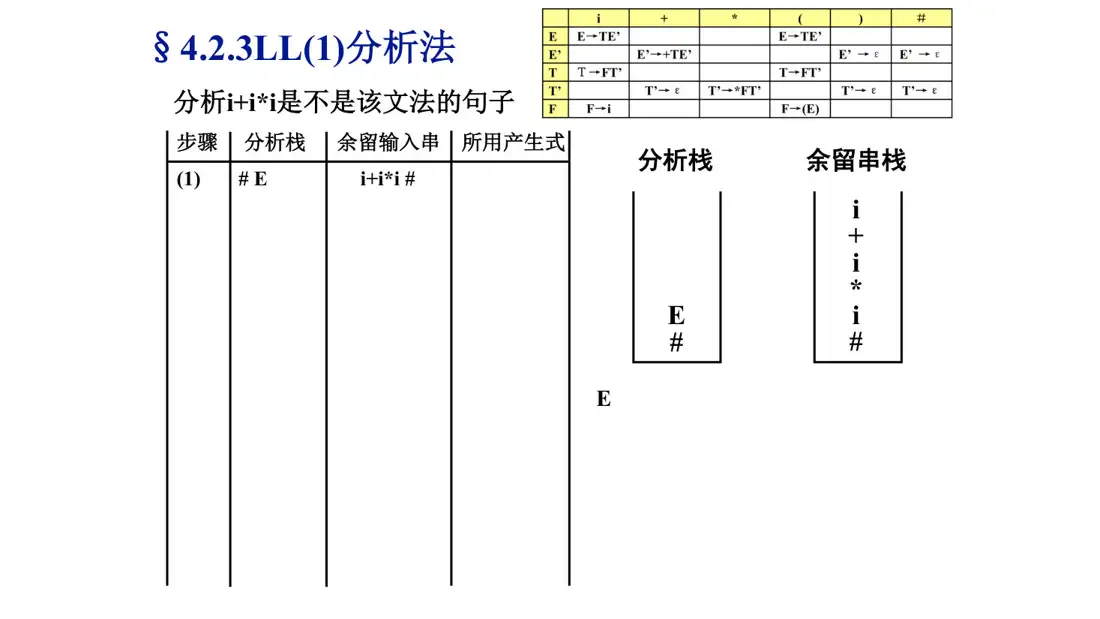 §4.2.3LL(1)分析法
分析i+i*i是不是该文法的句子
i + * ( ) #
E E→TE’ E→TE’
E’ E’→+TE’ E’→ε E’→ε
T T→FT’ T→FT’
T’ T’→ε T’→*FT’ T’→ε T’→ε
F F→i F→(E)
步骤 分析栈 余留输入串 所用产生式
(1) # E i+i*i #
分析栈
E
#
余留串栈
i
+
i
*
i
#
E